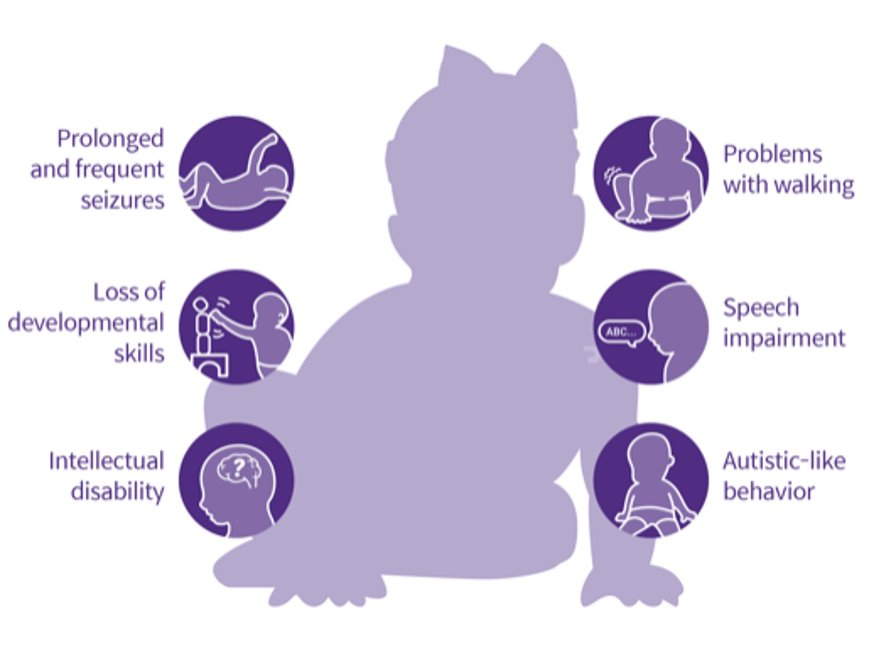 Prolonged
and frequent
seizures
Problems
with walking
Loss of
developmental
skills
ABC...
Speech
impairment
Intellectual
disability
?
Autistic-like
behavior